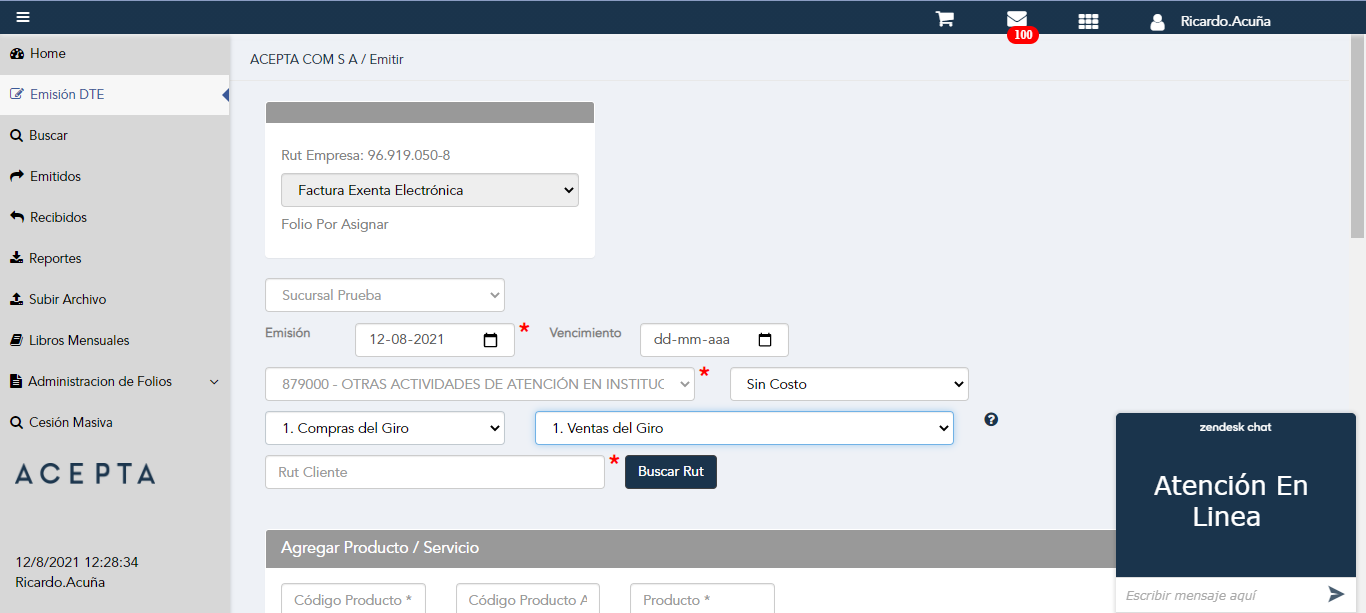 100
Ricardo.Acuña
Home
Emisión DTE
Buscar
Emitidos
Recibidos
Reportes
Subir Archivo
Libros Mensuales
Administracion de Folios
Cesión Masiva
ACEPTA
12/8/2021 12:28:34
Ricardo.Acuña
ACEPTA COM S A / Emitir
Rut Empresa: 96.919.050-8
Factura Exenta Electrónica
Folio Por Asignar
Sucursal Prueba
Emisión 12-08-2021 * Vencimiento dd-mm-aaa
879000 - OTRAS ACTIVIDADES DE ATENCIÓN EN INSTITUC * Sin Costo
1. Compras del Giro 1. Ventas del Giro ?
Rut Cliente * Buscar Rut
Agregar Producto / Servicio
Código Producto * Código Producto A Producto *
zendesk chat
Atención En
Linea
Escribir mensaje aquí